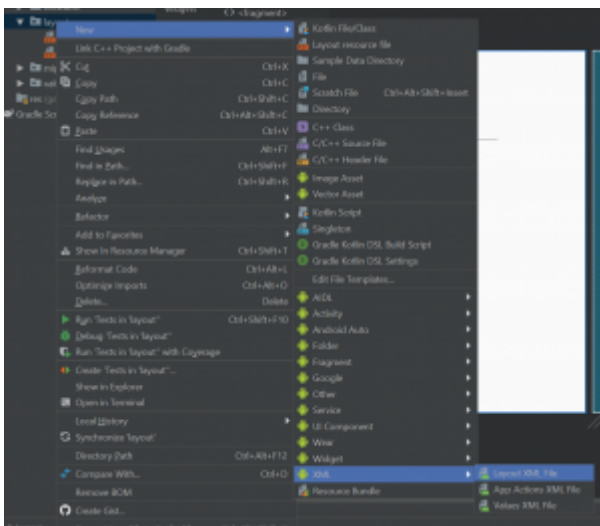 <fragment>
New
Link C++ Project with Gradle
Cut Ctrl+X
Copy Ctrl+C
Copy Path Ctrl+Shift+C
Copy Reference Ctrl+Alt+Shift+C
Paste Ctrl+V
Find Usages Alt+F7
Find in Path... Ctrl+Shift+F
Replace in Path... Ctrl+Shift+R
Analyze
Refactor
Add to Favorites
Show In Resource Manager Ctrl+Shift+T
Reformat Code Ctrl+Alt+L
Optimize Imports Ctrl+Alt+O
Delete... Delete
Run 'Tests in 'layout'' Ctrl+Shift+F10
Debug 'Tests in 'layout''
Run 'Tests in 'layout'' with Coverage
Create 'Tests in 'layout''...
Show in Explorer
Open in Terminal
Local History
Synchronize 'layout'
Directory Path Ctrl+Alt+F12
Compare With... Ctrl+D
Remove BOM
Create Gist...
Kotlin File/Class
Layout resource file
Sample Data Directory
File
Scratch File Ctrl+Alt+Shift+Insert
Directory
C++ Class
C/C++ Source File
C/C++ Header File
Image Asset
Vector Asset
Kotlin Script
Singleton
Gradle Kotlin DSL Build Script
Gradle Kotlin DSL Settings
Edit File Templates...
AIDL
Activity
Android Auto
Folder
Fragment
Google
Other
Service
UI Component
Wear
Widget
XML
Resource Bundle
Layout XML File
App Actions XML File
Values XML File